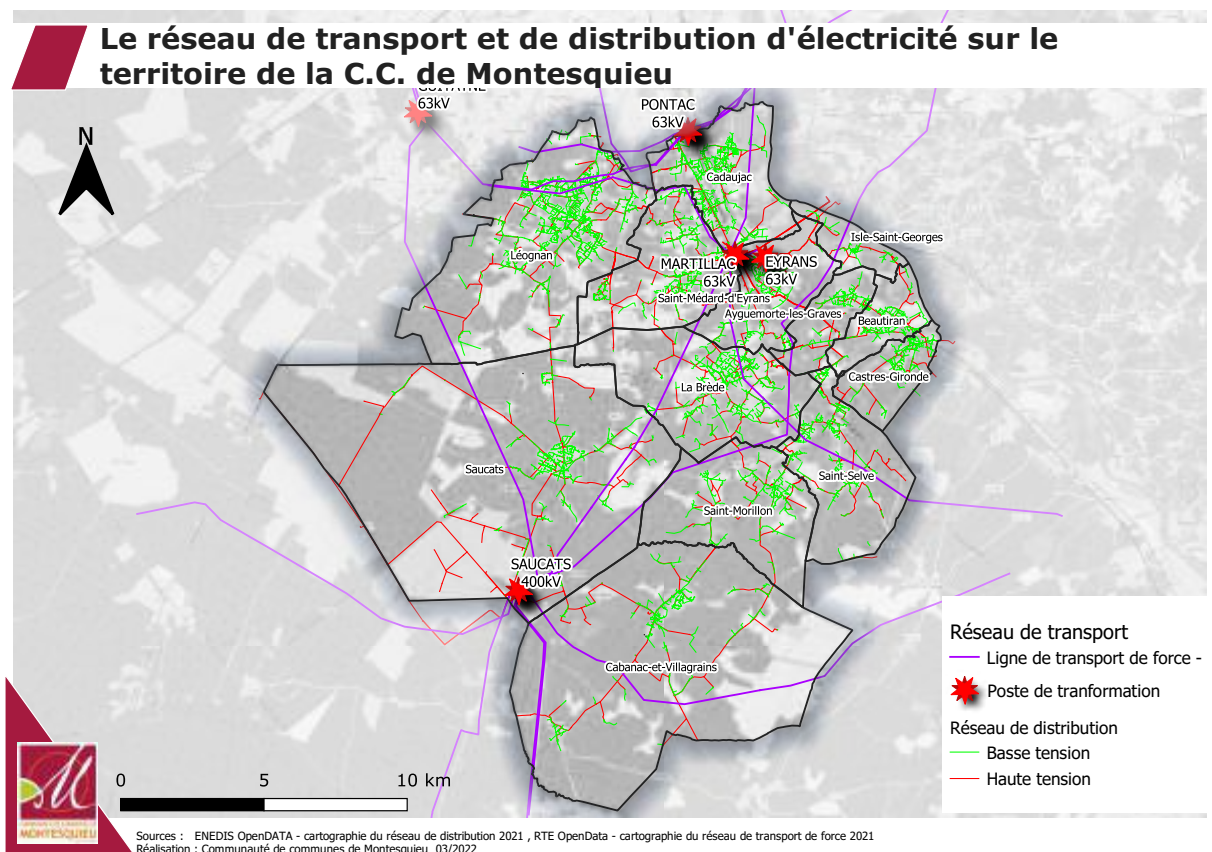 Le réseau de transport et de distribution d'électricité sur le
territoire de la C.C. de Montesquieu
63kV
PONTAC
63kV
N
Cadaujac
Isle-Saint-Georges
Léognan
MARTILLAC
63kV
EYRANS
63kV
Saint-Médard-d'Eyrans
Ayguemorte-les-Graves
Beautiran
Castres-Gironde
La Brède
Saucats
Saint-Selve
Saint-Morillon
SAUCATS
400kV
Cabanac-et-Villagrains
Réseau de transport
Ligne de transport de force -
Poste de tranformation
Réseau de distribution
Basse tension
Haute tension
0 5 10 km
MONTESQUIEU
Sources : ENEDIS OpenDATA - cartographie du réseau de distribution 2021 , RTE OpenData - cartographie du réseau de transport de force 2021
Réalisation : Communauté de communes de Montesquieu 03/2022